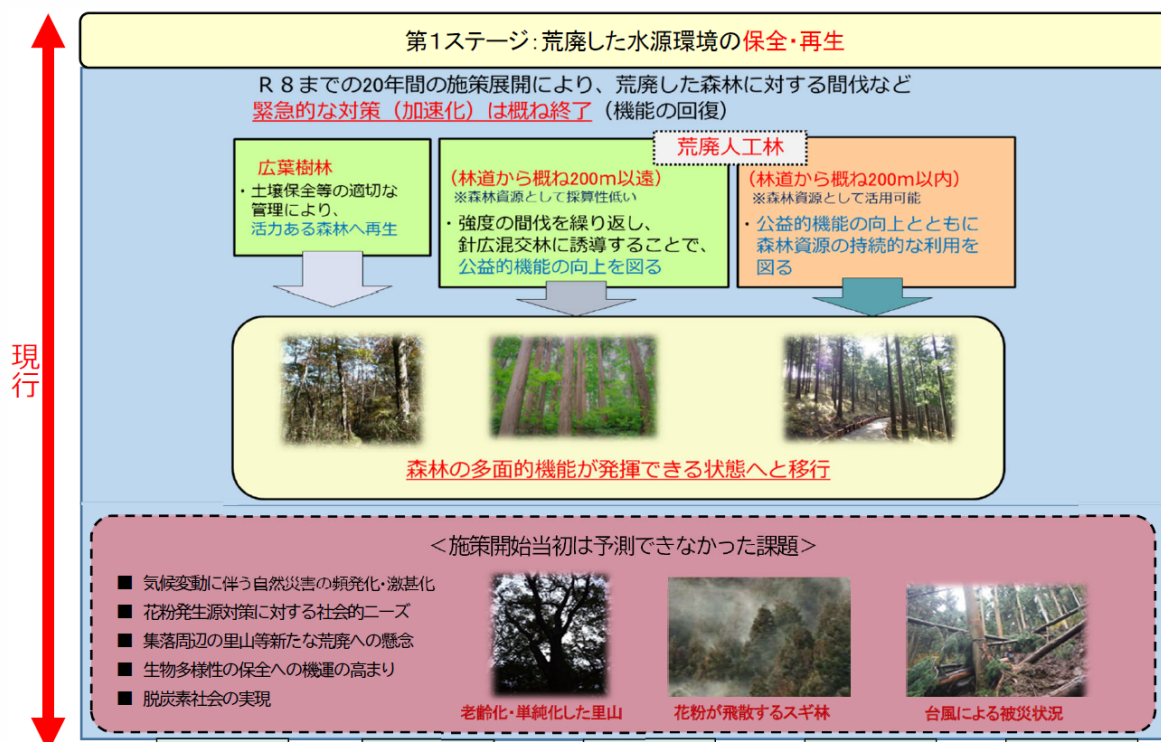 第1ステージ:荒廃した水源環境の保全・再生
R8までの20年間の施策展開により、荒廃した森林に対する間伐など
緊急的な対策(加速化)は概ね終了(機能の回復)
荒廃人工林
広葉樹林
・土壌保全等の適切な
管理により、
活力ある森林へ再生
(林道から概ね200m以遠)
※森林資源として採算性低い
・強度の間伐を繰り返し、
針広混交林に誘導することで、
公益的機能の向上を図る
(林道から概ね200m以内)
※森林資源として活用可能
・公益的機能の向上とともに
森林資源の持続的な利用を
図る
現行
森林の多面的機能が発揮できる状態へと移行
<施策開始当初は予測できなかった課題>
■ 気候変動に伴う自然災害の頻発化・激甚化
■ 花粉発生源対策に対する社会的ニーズ
■ 集落周辺の里山等新たな荒廃への懸念
■ 生物多様性の保全への機運の高まり
■ 脱炭素社会の実現
老齢化・単純化した里山
花粉が飛散するスギ林
台風による被災状況